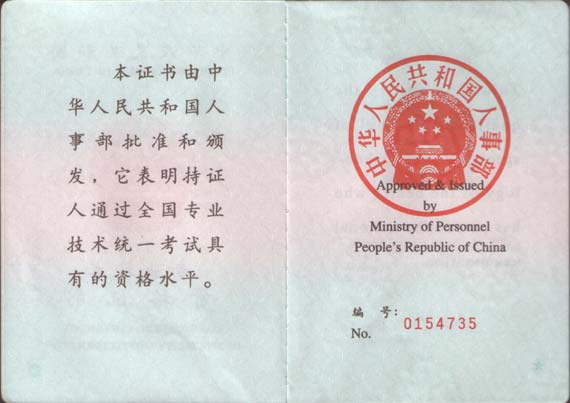 本证书由中
华人民共和国人
事部批准和颁
发，它表明持证
人通过全国专业
技术统一考试具
有的资格水平。
中华人民共和国人事部
Approved & Issued
by
Ministry of Personnel
People's Republic of China
编 号：
No. 0154735